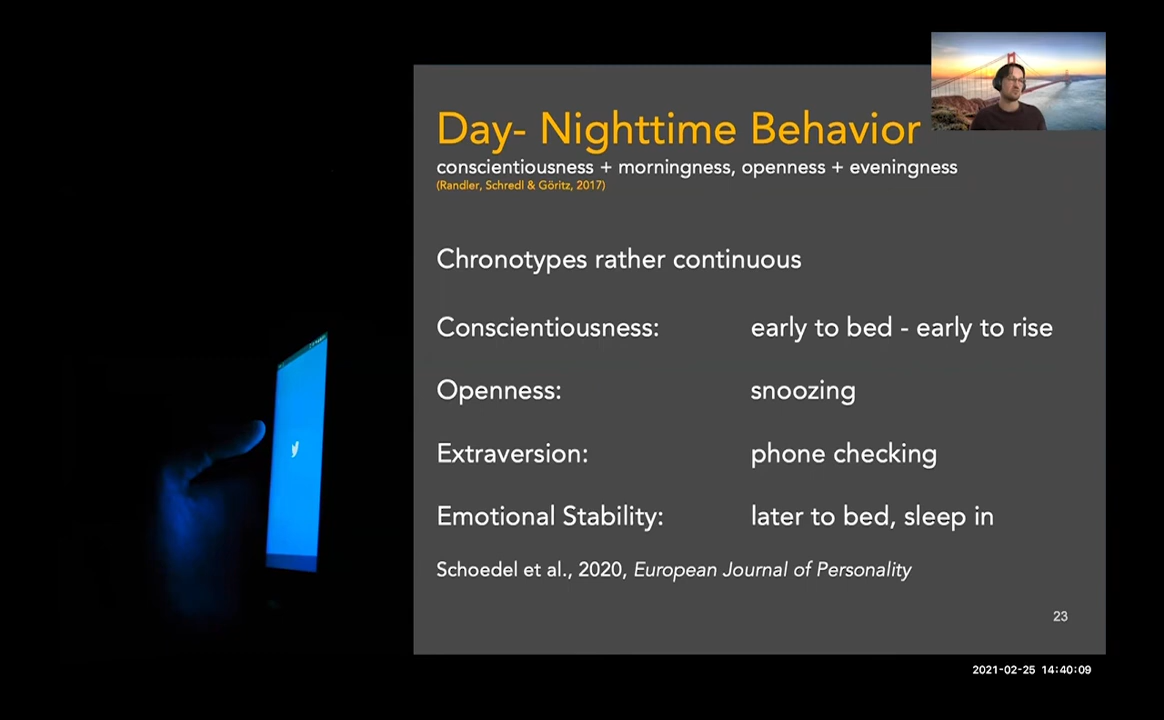 Day- Nighttime Behavior
conscientiousness + morningness, openness + eveningness
(Randler, Schredl & Göritz, 2017)
Chronotypes rather continuous
Conscientiousness: early to bed - early to rise
Openness: snoozing
Extraversion: phone checking
Emotional Stability: later to bed, sleep in
Schoedel et al., 2020, European Journal of Personality
23
2021-02-25 14:40:09